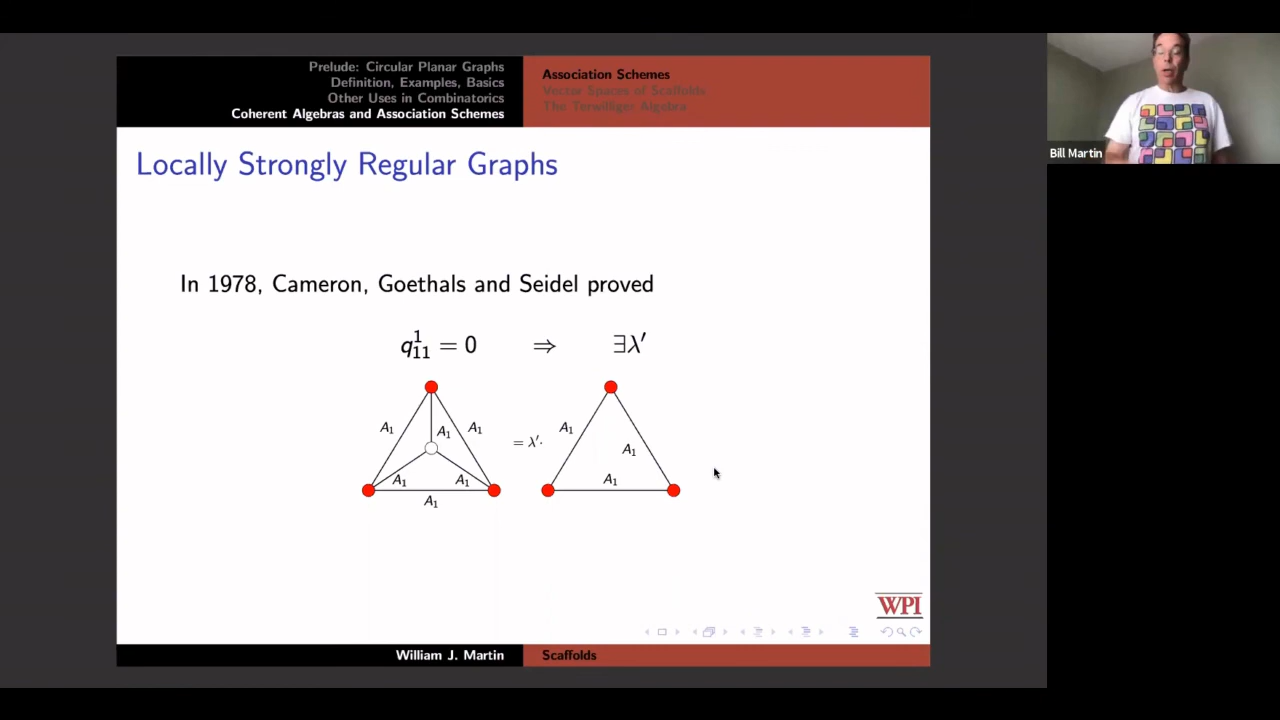 Prelude: Circular Planar Graphs
Definition, Examples, Basics
Other Uses in Combinatorics
Coherent Algebras and Association Schemes
Association Schemes
Vector Spaces of Scaffolds
The Terwilliger Algebra
Bill Martin
Locally Strongly Regular Graphs
In 1978, Cameron, Goethals and Seidel proved
q¹₁₁ = 0 ⇒ ∃λ′
A₁ A₁ A₁ = λ′· A₁ A₁
A₁ A₁ A₁
A₁
WPI
William J. Martin
Scaffolds